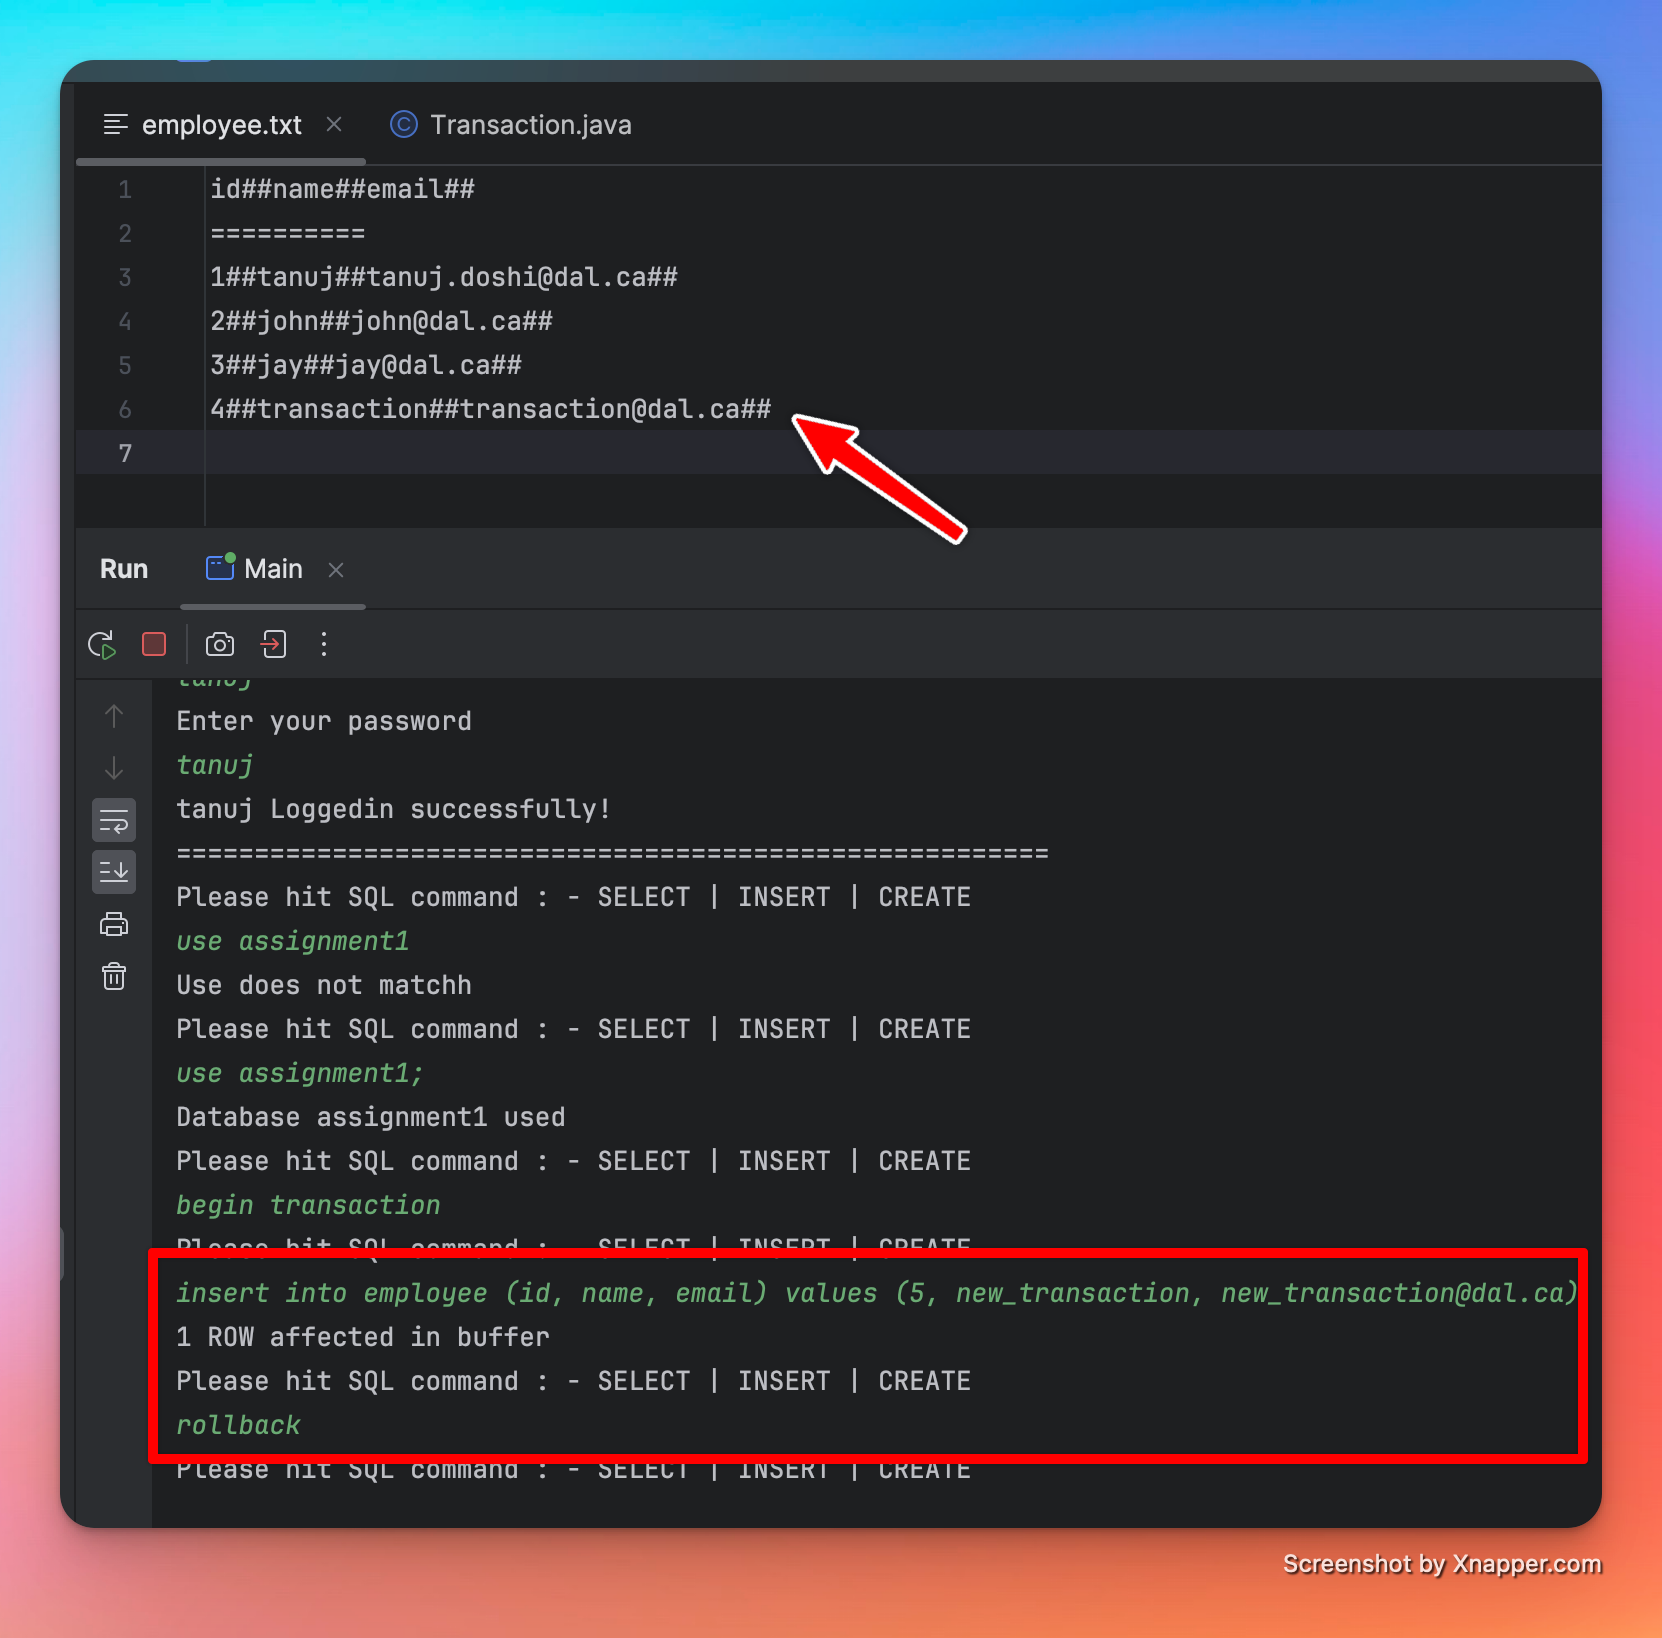 employee.txt
Transaction.java
1 id##name##email##
2 ==========
3 1##tanuj##tanuj.doshi@dal.ca##
4 2##john##john@dal.ca##
5 3##jay##jay@dal.ca##
6 4##transaction##transaction@dal.ca##
7
Run
Main
tanuj
Enter your password
tanuj
tanuj Loggedin successfully!
========================================================
Please hit SQL command : - SELECT | INSERT | CREATE
use assignment1
Use does not matchh
Please hit SQL command : - SELECT | INSERT | CREATE
use assignment1;
Database assignment1 used
Please hit SQL command : - SELECT | INSERT | CREATE
begin transaction
Please hit SQL command : - SELECT | INSERT | CREATE
insert into employee (id, name, email) values (5, new_transaction, new_transaction@dal.ca)
1 ROW affected in buffer
Please hit SQL command : - SELECT | INSERT | CREATE
rollback
Please hit SQL command : - SELECT | INSERT | CREATE
Screenshot by Xnapper.com